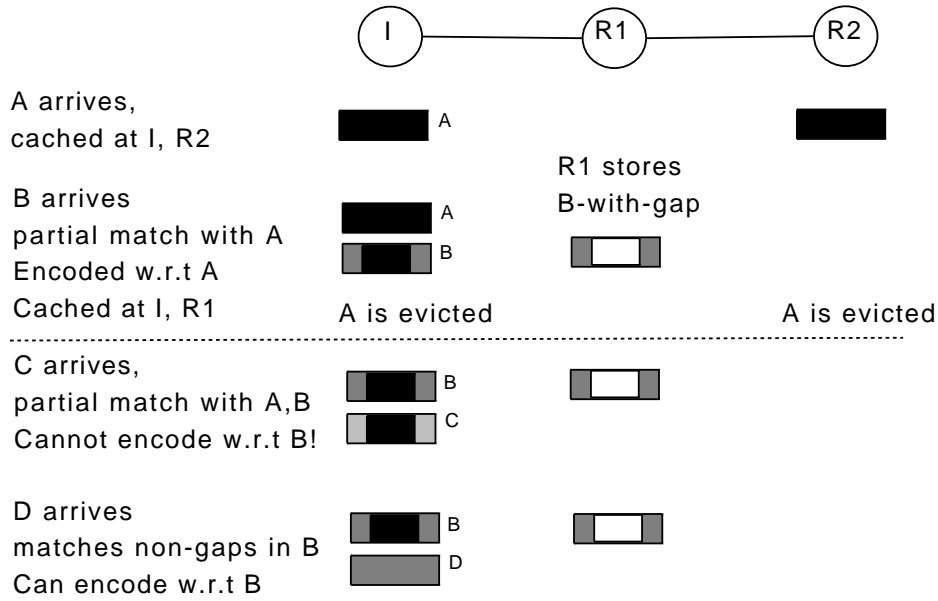 I
R1
R2
A arrives,
cached at I, R2
A
R1 stores
B-with-gap
B arrives
partial match with A
Encoded w.r.t A
Cached at I, R1
A
B
A is evicted
A is evicted
C arrives,
partial match with A,B
Cannot encode w.r.t B!
B
C
D arrives
matches non-gaps in B
Can encode w.r.t B
B
D